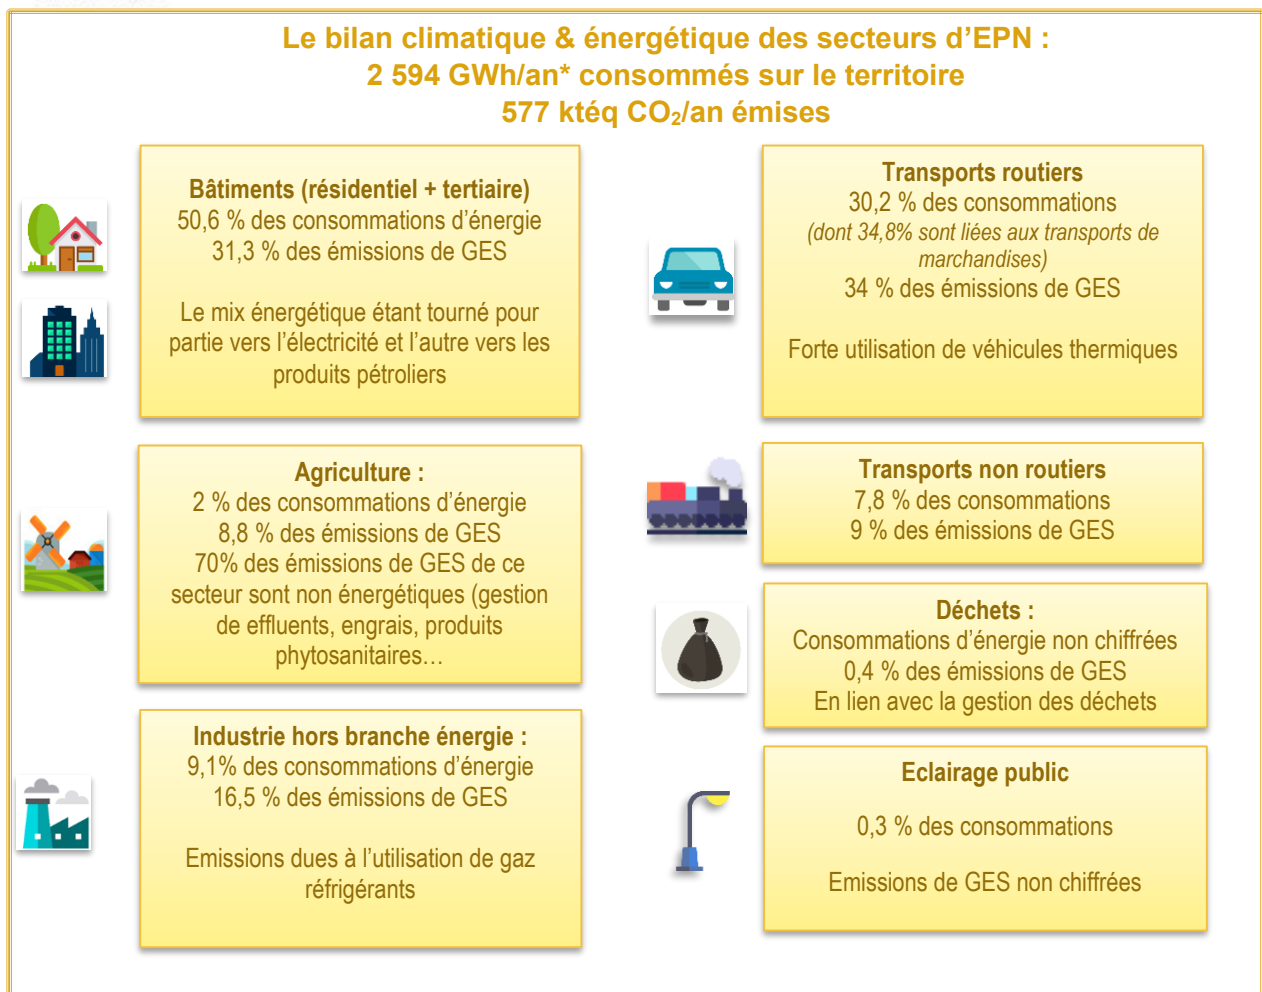 Le bilan climatique & énergétique des secteurs d'EPN :
2 594 GWh/an* consommés sur le territoire
577 ktéq CO₂/an émises
Bâtiments (résidentiel + tertiaire)
50,6 % des consommations d'énergie
31,3 % des émissions de GES
Le mix énergétique étant tourné pour
partie vers l'électricité et l'autre vers les
produits pétroliers
Agriculture :
2 % des consommations d'énergie
8,8 % des émissions de GES
70% des émissions de GES de ce
secteur sont non énergétiques (gestion
de effluents, engrais, produits
phytosanitaires…
Industrie hors branche énergie :
9,1% des consommations d'énergie
16,5 % des émissions de GES
Emissions dues à l'utilisation de gaz
réfrigérants
Transports routiers
30,2 % des consommations
(dont 34,8% sont liées aux transports de
marchandises)
34 % des émissions de GES
Forte utilisation de véhicules thermiques
Transports non routiers
7,8 % des consommations
9 % des émissions de GES
Déchets :
Consommations d'énergie non chiffrées
0,4 % des émissions de GES
En lien avec la gestion des déchets
Eclairage public
0,3 % des consommations
Emissions de GES non chiffrées